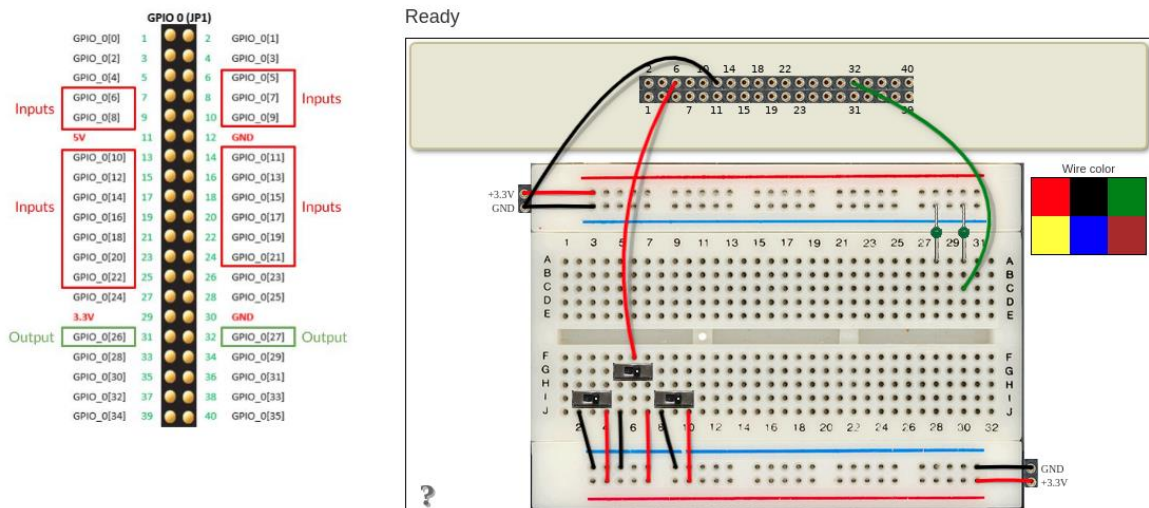 GPIO 0 (JP1)
GPIO_0[0] 1 2 GPIO_0[1]
GPIO_0[2] 3 4 GPIO_0[3]
GPIO_0[4] 5 6 GPIO_0[5]
Inputs GPIO_0[6] 7 8 GPIO_0[7] Inputs
GPIO_0[8] 9 10 GPIO_0[9]
5V 11 12 GND
GPIO_0[10] 13 14 GPIO_0[11]
GPIO_0[12] 15 16 GPIO_0[13]
GPIO_0[14] 17 18 GPIO_0[15]
Inputs GPIO_0[16] 19 20 GPIO_0[17] Inputs
GPIO_0[18] 21 22 GPIO_0[19]
GPIO_0[20] 23 24 GPIO_0[21]
GPIO_0[22] 25 26 GPIO_0[23]
GPIO_0[24] 27 28 GPIO_0[25]
3.3V 29 30 GND
Output GPIO_0[26] 31 32 GPIO_0[27] Output
GPIO_0[28] 33 34 GPIO_0[29]
GPIO_0[30] 35 36 GPIO_0[31]
GPIO_0[32] 37 38 GPIO_0[33]
GPIO_0[34] 39 40 GPIO_0[35]
Ready
2 6 10 14 18 22 32 40
1 7 11 15 19 23 31 39
Wire color
+3.3V
GND
1 3 5 7 9 11 13 15 17 19 21 23 25 27 29 31
A A
B B
C C
D D
E E
F F
G G
H H
I I
J J
2 4 6 8 10 12 14 16 18 20 22 24 26 28 30 32
GND
+3.3V
?